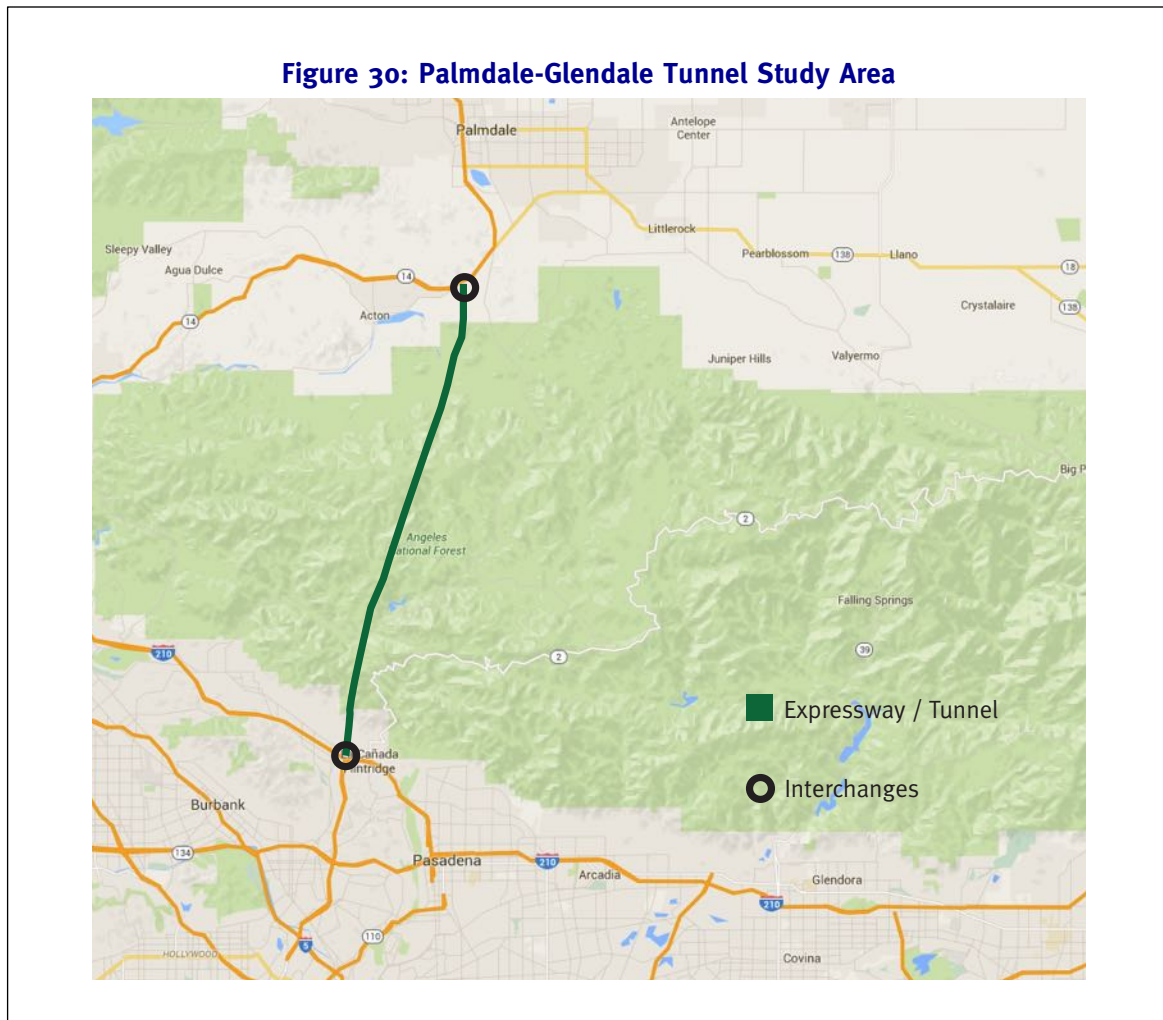 Figure 30: Palmdale-Glendale Tunnel Study Area
Palmdale
Antelope
Center
Littlerock
Sleepy Valley
Pearblossom
138
Llano
Agua Dulce
18
14
Crystalaire
138
Acton
14
Juniper Hills
Valyermo
Big P
2
Angeles
National Forest
Falling Springs
39
210
2
Expressway / Tunnel
Cañada
Flintridge
Interchanges
Burbank
134
Pasadena
210
Arcadia
Glendora
210
110
5
HOLLYWOOD
Covina